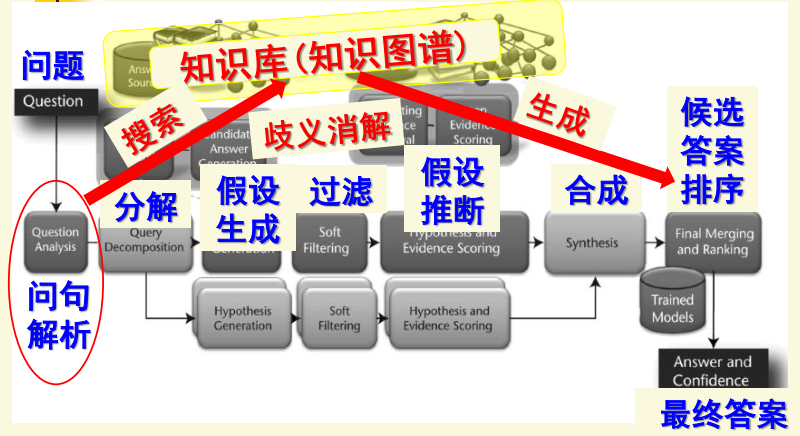 知识库(知识图谱)
Answer
问题
Question
搜索
歧义消解
生成
Candidate
Answer
Generation
Evidence
Scoring
候选
答案
排序
分解
假设
生成
过滤
假设
推断
合成
Question
Analysis
Query
Decomposition
Generation
Soft
Filtering
Hypothesis and
Evidence Scoring
Synthesis
Final Merging
and Ranking
问句
解析
Hypothesis
Generation
Soft
Filtering
Hypothesis and
Evidence Scoring
Trained
Models
Answer and
Confidence
最终答案